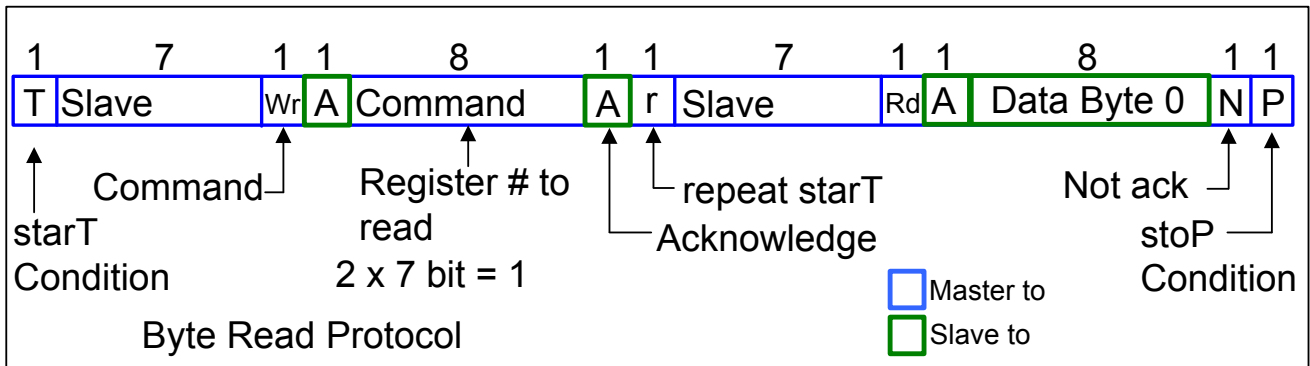 1 7 1 1 8 1 1 7 1 1 8 1 1
T Slave Wr A Command A r Slave Rd A Data Byte 0 N P
Command
Register # to
read
2 x 7 bit = 1
repeat starT
Acknowledge
Not ack
starT
Condition
stoP
Condition
Master to
Slave to
Byte Read Protocol